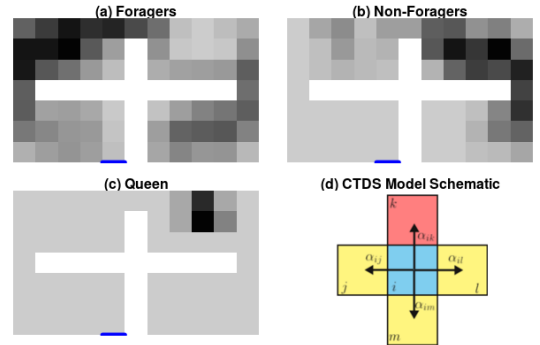 (a) Foragers
(b) Non-Foragers
(c) Queen
(d) CTDS Model Schematic
k
α_ik
α_ij
α_il
j
i
l
α_im
m